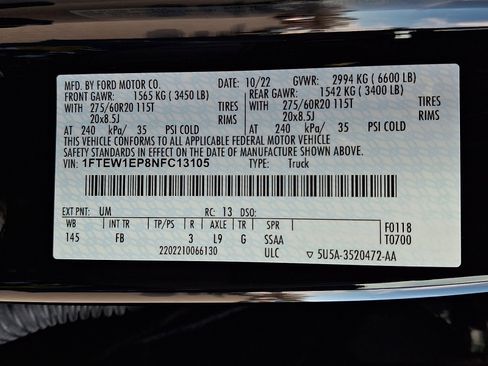 MFD. BY FORD MOTOR CO. DATE: 10/22 GVWR: 2994 KG ( 6600 LB)
FRONT GAWR: 1565 KG ( 3450 LB) REAR GAWR: 1542 KG ( 3400 LB)
WITH 275/60R20 115T TIRES WITH 275/60R20 115T TIRES
20x8.5J RIMS 20x8.5J RIMS
AT 240 kPa/ 35 PSI COLD AT 240 kPa/ 35 PSI COLD
THIS VEHICLE CONFORMS TO ALL APPLICABLE FEDERAL MOTOR VEHICLE
SAFETY STANDARDS IN EFFECT ON THE DATE OF MANUFACTURE SHOWN ABOVE.
VIN: 1FTEW1EP8NFC13105 TYPE: Truck
EXT PNT: UM RC: 13 DSO:
WB INT TR TP/PS R AXLE TR SPR F0118
145 FB 3 L9 G SSAA T0700
2202210066130 ULC ▽ 5U5A-3520472-AA